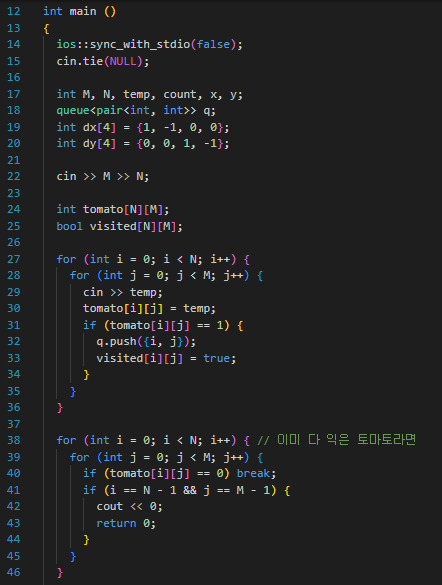 12 int main ()
13 {
14   ios::sync_with_stdio(false);
15   cin.tie(NULL);
16
17   int M, N, temp, count, x, y;
18   queue<pair<int, int>> q;
19   int dx[4] = {1, -1, 0, 0};
20   int dy[4] = {0, 0, 1, -1};
21
22   cin >> M >> N;
23
24   int tomato[N][M];
25   bool visited[N][M];
26
27   for (int i = 0; i < N; i++) {
28     for (int j = 0; j < M; j++) {
29       cin >> temp;
30       tomato[i][j] = temp;
31       if (tomato[i][j] == 1) {
32         q.push({i, j});
33         visited[i][j] = true;
34       }
35     }
36   }
37
38   for (int i = 0; i < N; i++) { // 이미 다 익은 토마토라면
39     for (int j = 0; j < M; j++) {
40       if (tomato[i][j] == 0) break;
41       if (i == N - 1 && j == M - 1) {
42         cout << 0;
43         return 0;
44       }
45     }
46   }